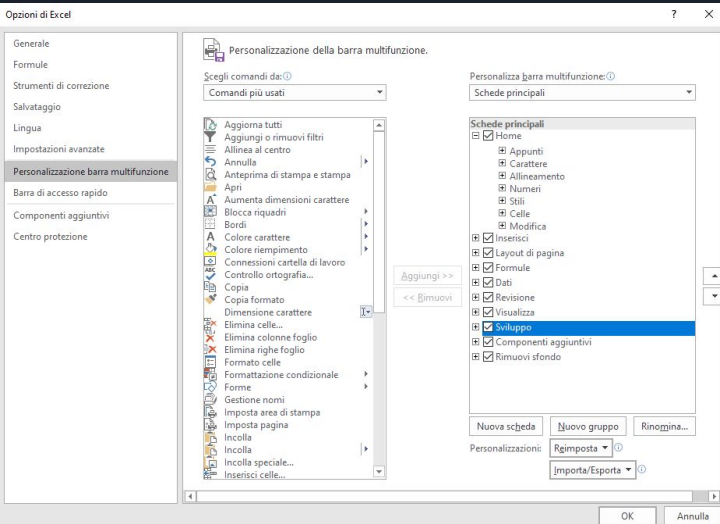 Opzioni di Excel
?
Generale
Formule
Strumenti di correzione
Salvataggio
Lingua
Impostazioni avanzate
Personalizzazione barra multifunzione
Barra di accesso rapido
Componenti aggiuntivi
Centro protezione
Personalizzazione della barra multifunzione.
Scegli comandi da:
Comandi più usati
Aggiorna tutti
Aggiungi o rimuovi filtri
Allinea al centro
Annulla
Anteprima di stampa e stampa
Apri
Aumenta dimensioni carattere
Blocca riquadri
Bordi
Colore carattere
Colore riempimento
Connessioni cartella di lavoro
Controllo ortografia...
Copia
Copia formato
Dimensione carattere
Elimina celle...
Elimina colonne foglio
Elimina righe foglio
Formato celle
Formattazione condizionale
Forme
Gestione nomi
Imposta area di stampa
Imposta pagina
Incolla
Incolla
Incolla speciale...
Inserisci celle...
Aggiungi >>
<< Rimuovi
Personalizza barra multifunzione:
Schede principali
Schede principali
Home
Appunti
Carattere
Allineamento
Numeri
Stili
Celle
Modifica
Inserisci
Layout di pagina
Formule
Dati
Revisione
Visualizza
Sviluppo
Componenti aggiuntivi
Rimuovi sfondo
Nuova scheda
Nuovo gruppo
Rinomina...
Personalizzazioni:
Reimposta
Importa/Esporta
OK
Annulla